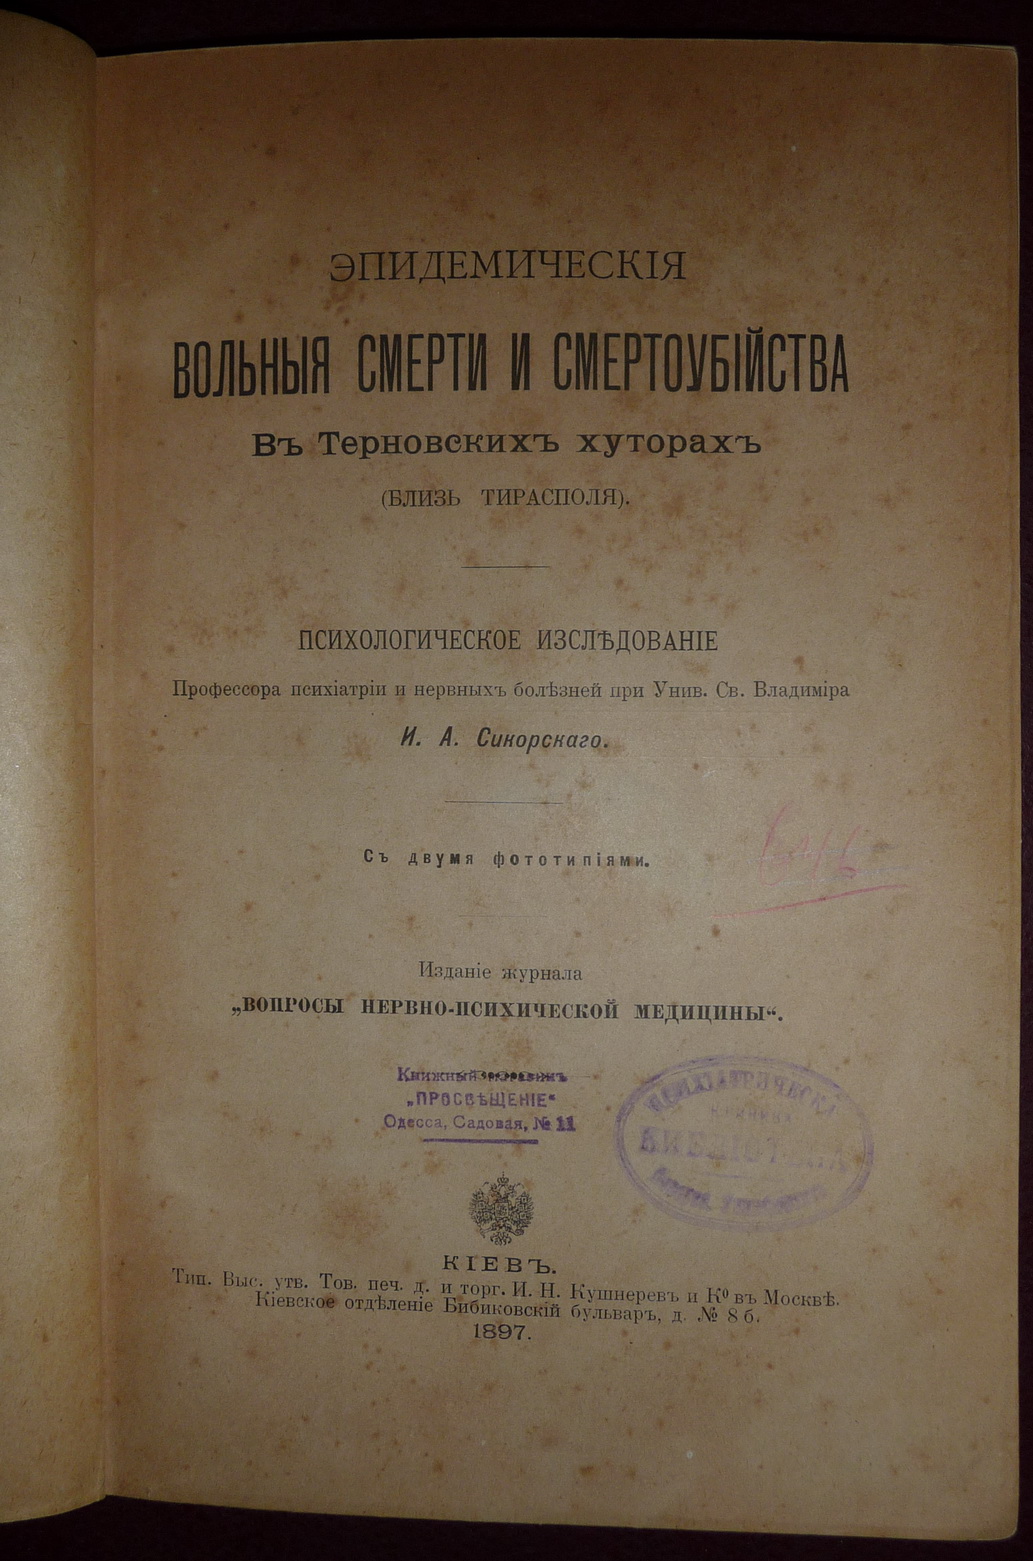 ЭПИДЕМИЧЕСКІЯ
ВОЛЬНЫЯ СМЕРТИ И СМЕРТОУБІЙСТВА
Въ Терновскихъ хуторахъ
(БЛИЗЬ ТИРАСПОЛЯ).
ПСИХОЛОГИЧЕСКОЕ ИЗСЛѢДОВАНІЕ
Профессора психіатріи и нервныхъ болѣзней при Унив. Св. Владиміра
И. А. Сикорскаго.
Съ двумя фототипіями.
Изданіе журнала
„ВОПРОСЫ НЕРВНО-ПСИХИЧЕСКОЙ МЕДИЦИНЫ“.
Книжный
„ПРОСВѢЩЕНІЕ“
Одесса, Садовая, № 11
КІЕВЪ.
Тип. Выс. утв. Тов. печ. д. и торг. И. Н. Кушнеревъ и К⁰ въ Москвѣ.
Кіевское отдѣленіе Бибиковскій бульваръ, д. № 8 б.
1897.